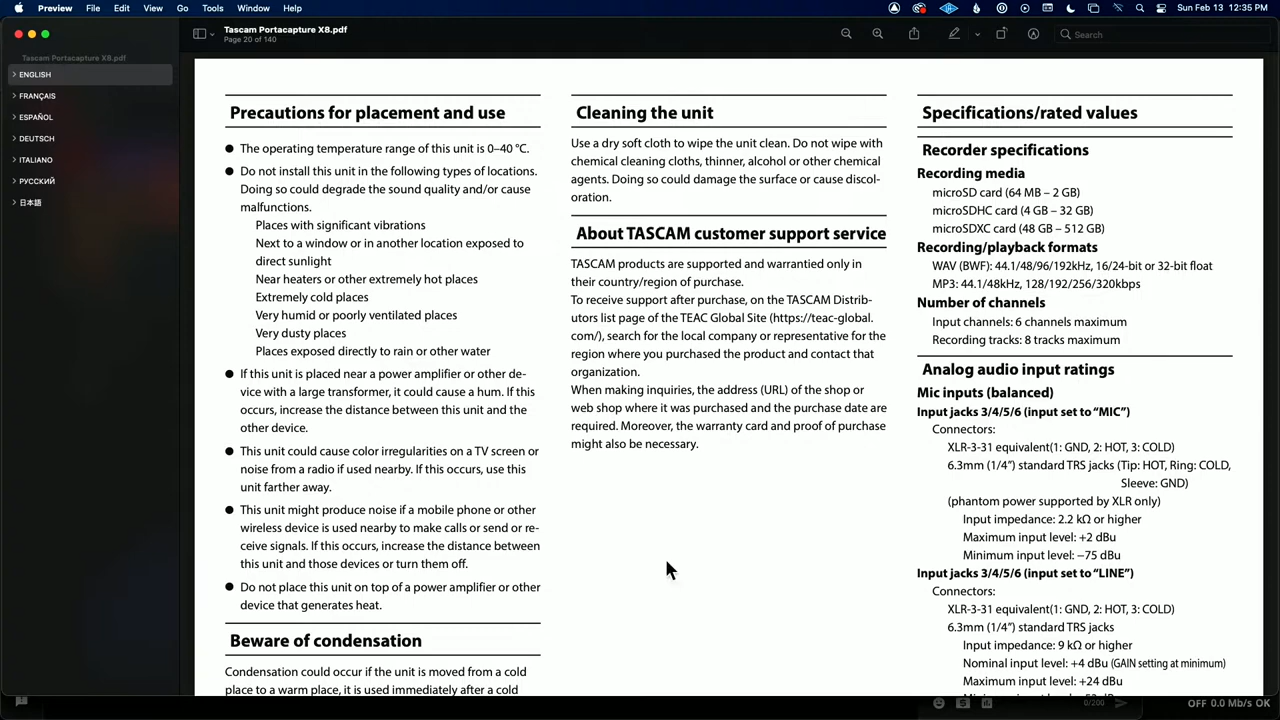 Preview File Edit View Go Tools Window Help
Sun Feb 13 12:35 PM
Tascam Portacapture X8.pdf
Page 20 of 140
Search
Tascam Portacapture X8.pdf
ENGLISH
FRANÇAIS
ESPAÑOL
DEUTSCH
ITALIANO
РУССКИЙ
日本語
Precautions for placement and use
● The operating temperature range of this unit is 0–40 °C.
● Do not install this unit in the following types of locations.
Doing so could degrade the sound quality and/or cause
malfunctions.
Places with significant vibrations
Next to a window or in another location exposed to
direct sunlight
Near heaters or other extremely hot places
Extremely cold places
Very humid or poorly ventilated places
Very dusty places
Places exposed directly to rain or other water
● If this unit is placed near a power amplifier or other de-
vice with a large transformer, it could cause a hum. If this
occurs, increase the distance between this unit and the
other device.
● This unit could cause color irregularities on a TV screen or
noise from a radio if used nearby. If this occurs, use this
unit farther away.
● This unit might produce noise if a mobile phone or other
wireless device is used nearby to make calls or send or re-
ceive signals. If this occurs, increase the distance between
this unit and those devices or turn them off.
● Do not place this unit on top of a power amplifier or other
device that generates heat.
Beware of condensation
Condensation could occur if the unit is moved from a cold
place to a warm place, it is used immediately after a cold
Cleaning the unit
Use a dry soft cloth to wipe the unit clean. Do not wipe with
chemical cleaning cloths, thinner, alcohol or other chemical
agents. Doing so could damage the surface or cause discol-
oration.
About TASCAM customer support service
TASCAM products are supported and warrantied only in
their country/region of purchase.
To receive support after purchase, on the TASCAM Distrib-
utors list page of the TEAC Global Site (https://teac-global.
com/), search for the local company or representative for the
region where you purchased the product and contact that
organization.
When making inquiries, the address (URL) of the shop or
web shop where it was purchased and the purchase date are
required. Moreover, the warranty card and proof of purchase
might also be necessary.
Specifications/rated values
Recorder specifications
Recording media
microSD card (64 MB – 2 GB)
microSDHC card (4 GB – 32 GB)
microSDXC card (48 GB – 512 GB)
Recording/playback formats
WAV (BWF): 44.1/48/96/192kHz, 16/24-bit or 32-bit float
MP3: 44.1/48kHz, 128/192/256/320kbps
Number of channels
Input channels: 6 channels maximum
Recording tracks: 8 tracks maximum
Analog audio input ratings
Mic inputs (balanced)
Input jacks 3/4/5/6 (input set to “MIC”)
Connectors:
XLR-3-31 equivalent(1: GND, 2: HOT, 3: COLD)
6.3mm (1/4”) standard TRS jacks (Tip: HOT, Ring: COLD,
Sleeve: GND)
(phantom power supported by XLR only)
Input impedance: 2.2 kΩ or higher
Maximum input level: +2 dBu
Minimum input level: −75 dBu
Input jacks 3/4/5/6 (input set to “LINE”)
Connectors:
XLR-3-31 equivalent(1: GND, 2: HOT, 3: COLD)
6.3mm (1/4”) standard TRS jacks
Input impedance: 9 kΩ or higher
Nominal input level: +4 dBu (GAIN setting at minimum)
Maximum input level: +24 dBu
0/200
OFF 0.0 Mb/s OK